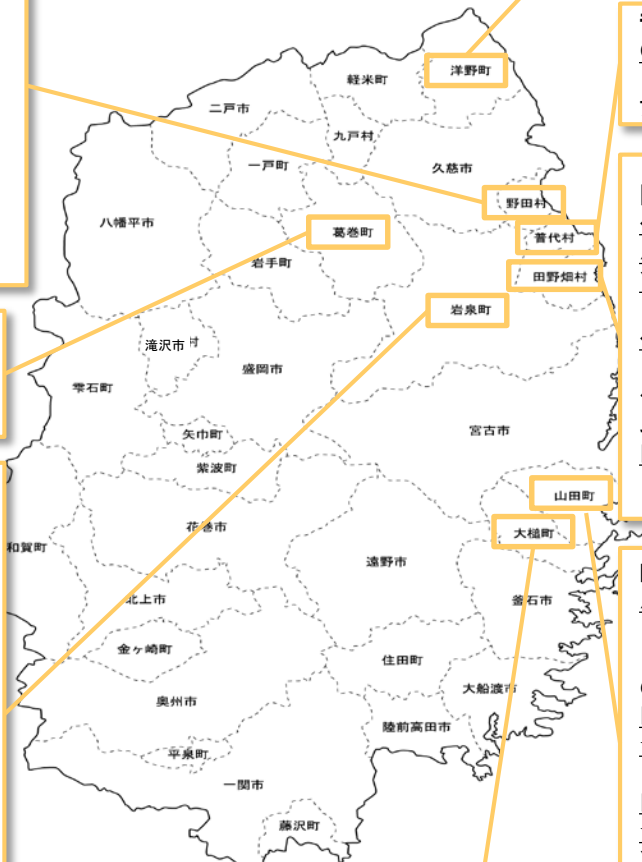 洋野町
軽米町
二戸市
九戸村
一戸町
久慈市
野田村
八幡平市
葛巻町
普代村
岩手町
田野畑村
岩泉町
滝沢市
盛岡市
雫石町
宮古市
矢巾町
紫波町
山田町
花巻市
大槌町
和賀町
遠野市
北上市
釜石市
金ヶ崎町
住田町
大船渡市
奥州市
陸前高田市
平泉町
一関市
藤沢町